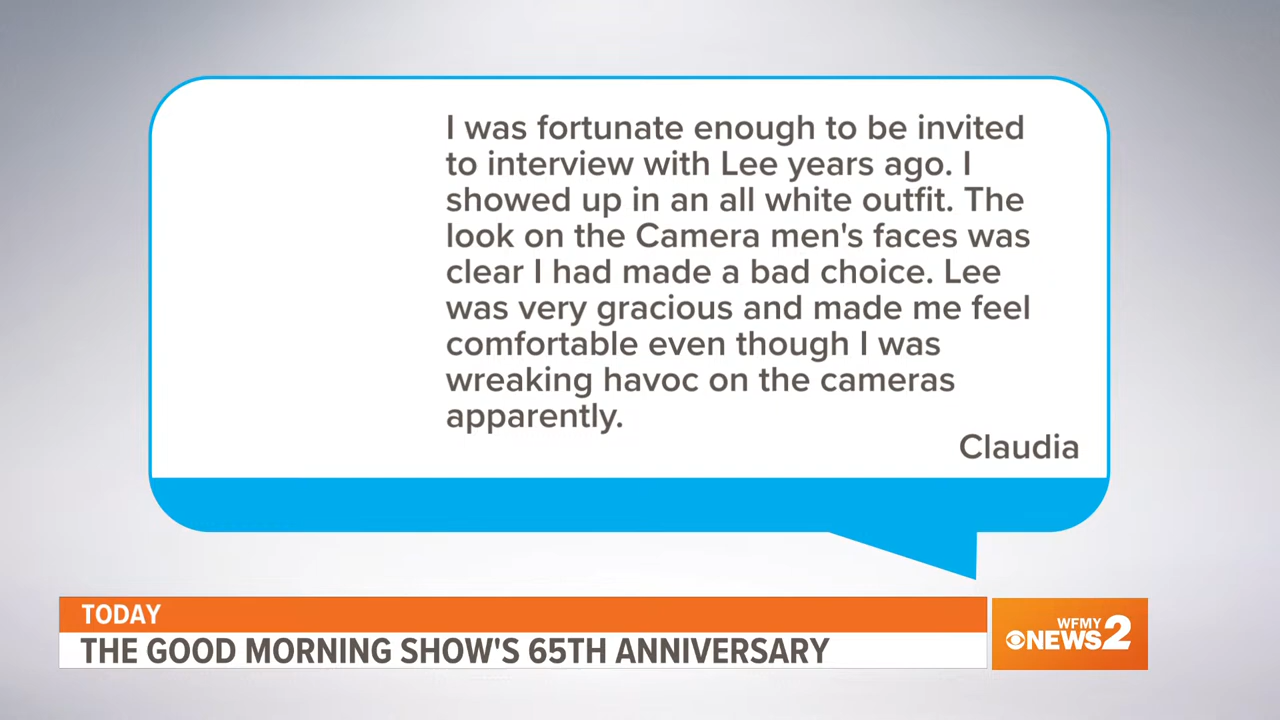 I was fortunate enough to be invited
to interview with Lee years ago. I
showed up in an all white outfit. The
look on the Camera men's faces was
clear I had made a bad choice. Lee
was very gracious and made me feel
comfortable even though I was
wreaking havoc on the cameras
apparently.
Claudia
TODAY
THE GOOD MORNING SHOW'S 65TH ANNIVERSARY
WFMY
NEWS 2